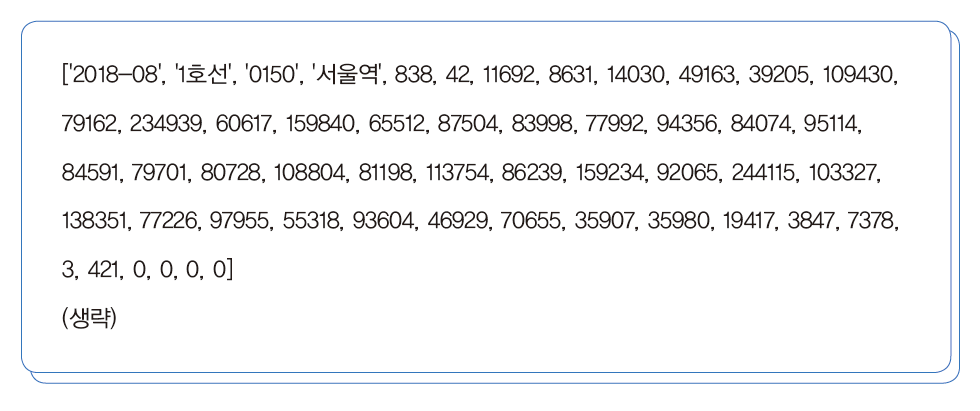 ['2018-08', '1호선', '0150', '서울역', 838, 42, 11692, 8631, 14030, 49163, 39205, 109430,
79162, 234939, 60617, 159840, 65512, 87504, 83998, 77992, 94356, 84074, 95114,
84591, 79701, 80728, 108804, 81198, 113754, 86239, 159234, 92065, 244115, 103327,
138351, 77226, 97955, 55318, 93604, 46929, 70655, 35907, 35980, 19417, 3847, 7378,
3, 421, 0, 0, 0, 0]
(생략)